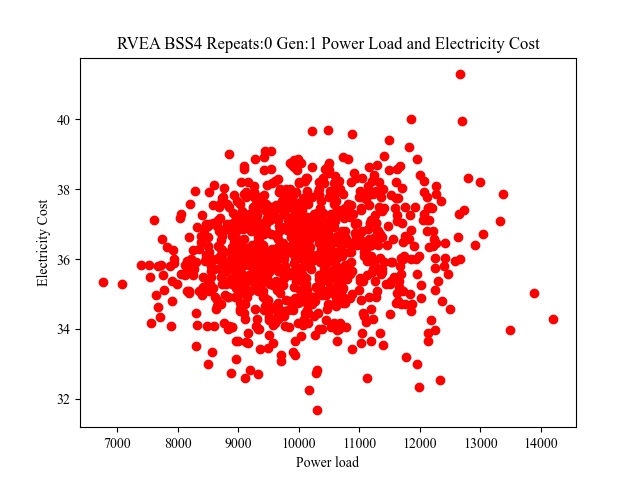 RVEA BSS4 Repeats:0 Gen:1 Power Load and Electricity Cost
Electricity Cost
40
38
36
34
32
7000 8000 9000 10000 11000 12000 13000 14000
Power load